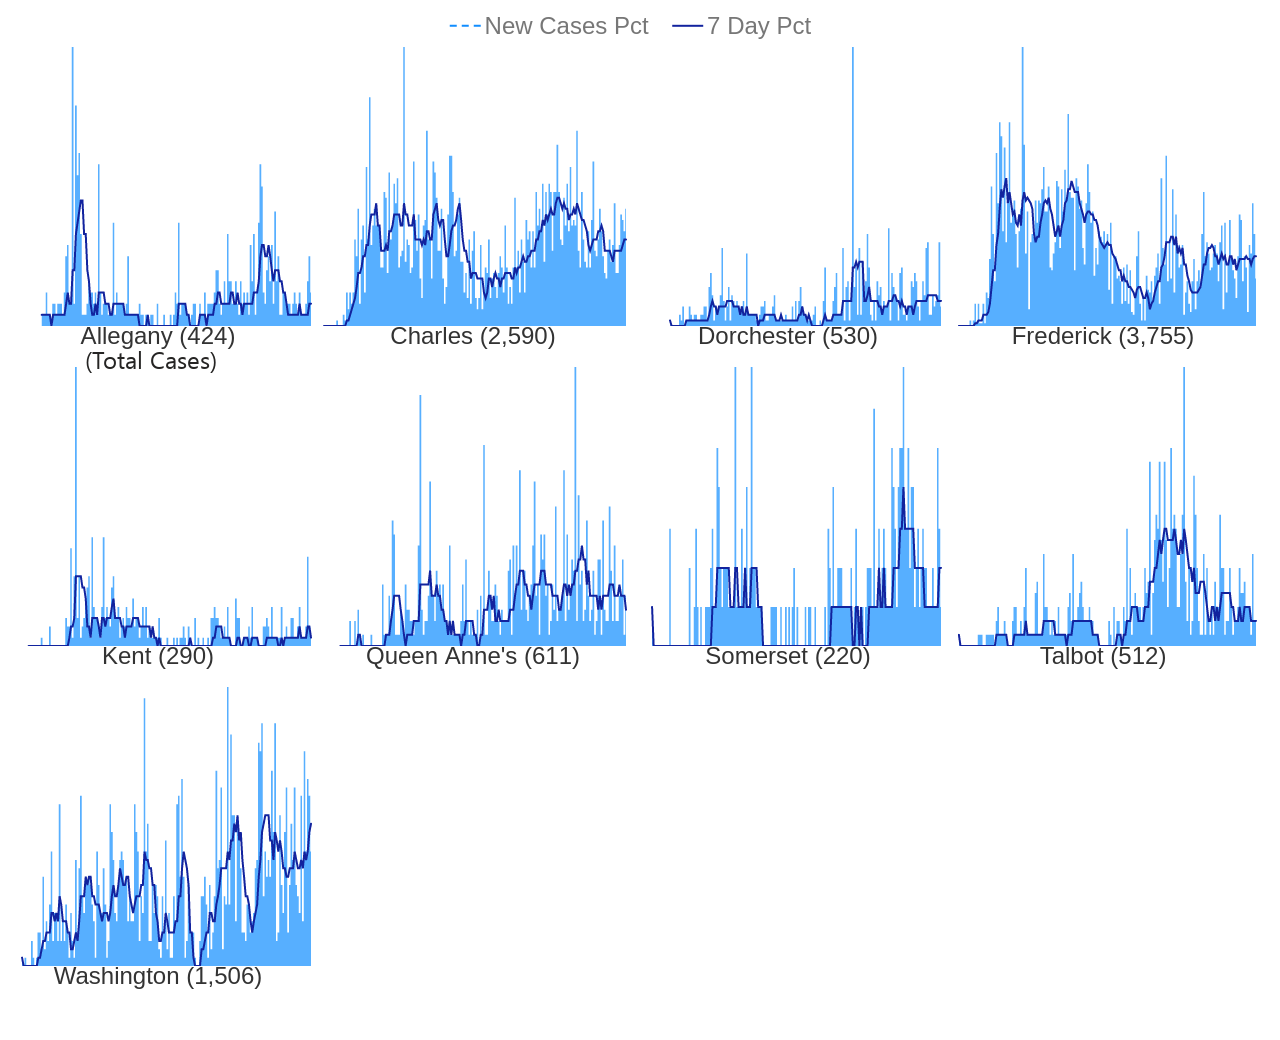 New Cases Pct 7 Day Pct
Allegany (424)
(Total Cases)
Charles (2,590)
Dorchester (530)
Frederick (3,755)
Kent (290)
Queen Anne's (611)
Somerset (220)
Talbot (512)
Washington (1,506)